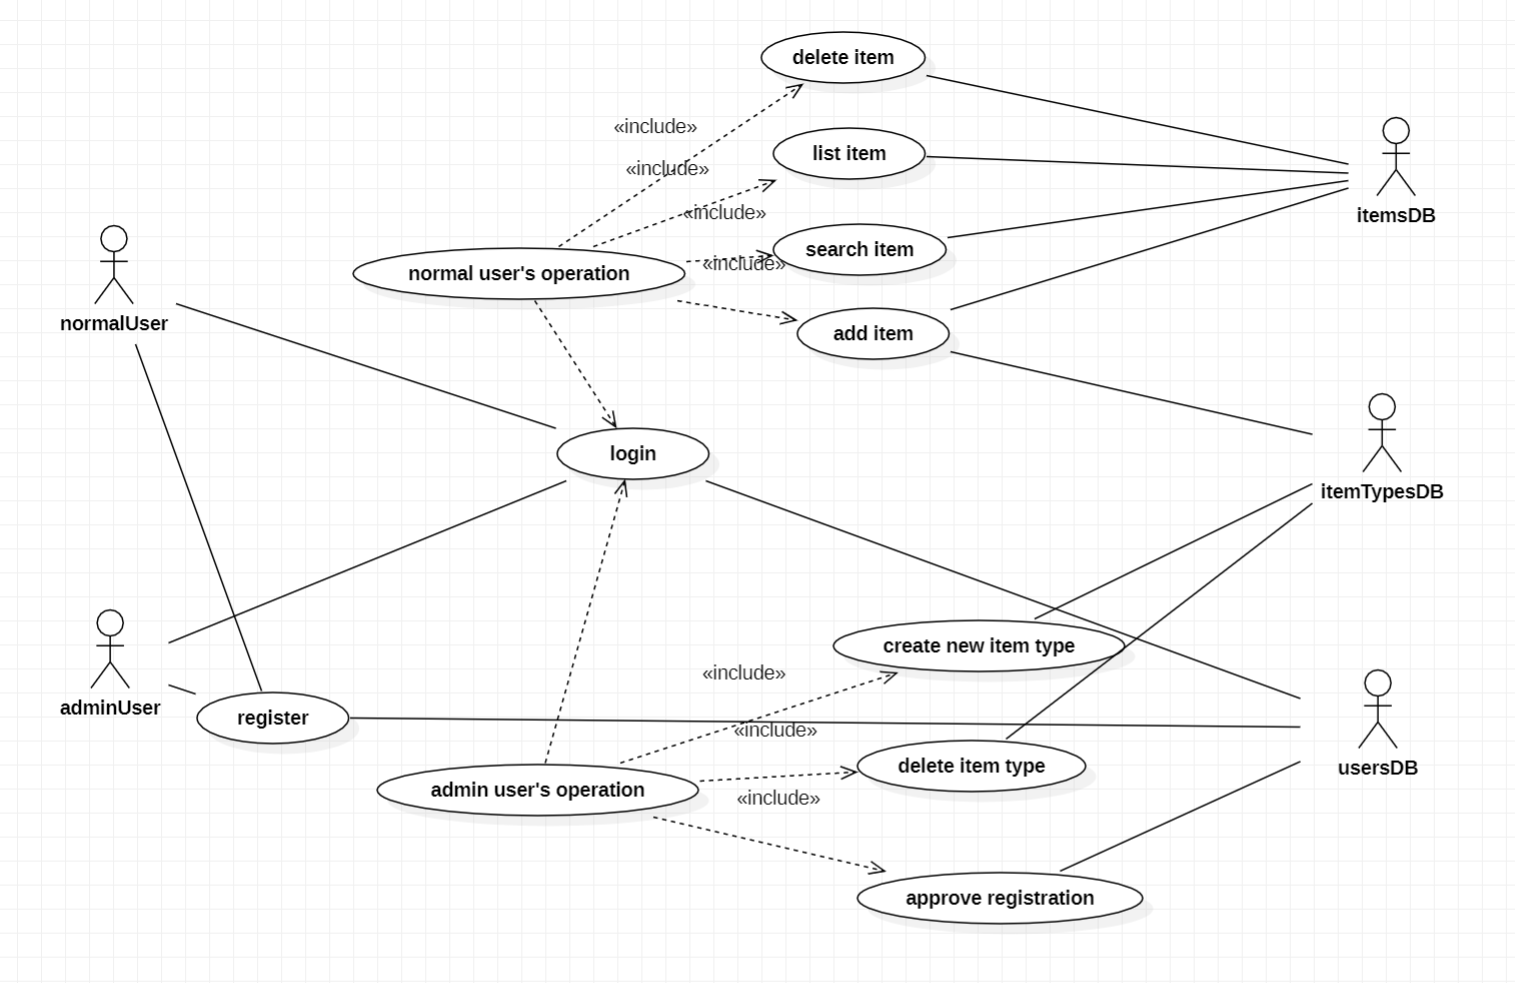 delete item
«include»
list item
«include»
itemsDB
«include»
search item
«include»
normal user's operation
normalUser
add item
login
itemTypesDB
create new item type
«include»
adminUser
register
«include»
delete item type
usersDB
admin user's operation
«include»
approve registration